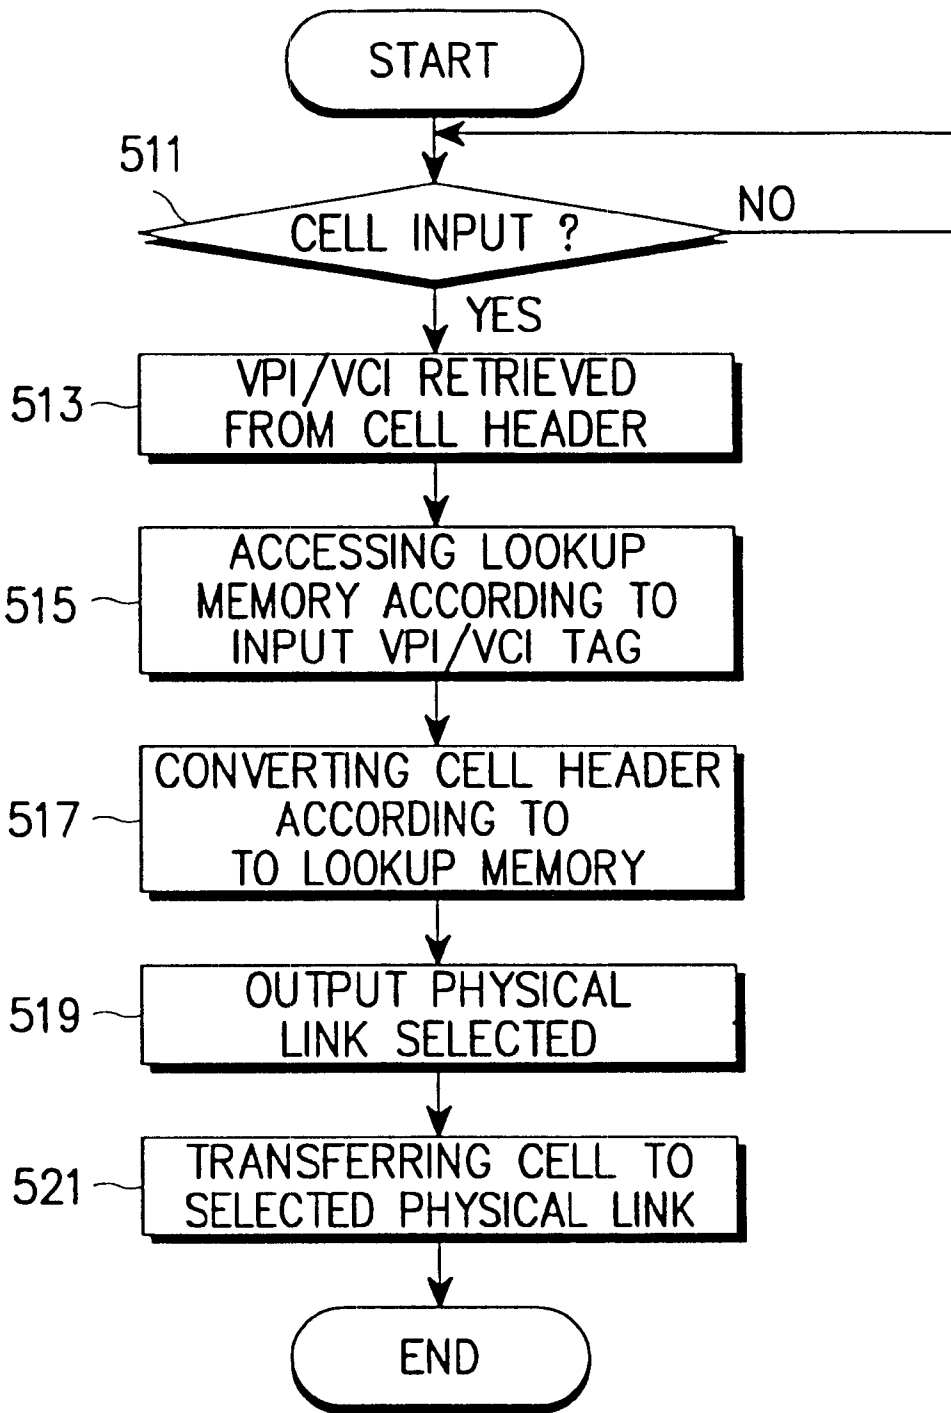 START
511
CELL INPUT ?
NO
YES
513
VPI/VCI RETRIEVED
FROM CELL HEADER
515
ACCESSING LOOKUP
MEMORY ACCORDING TO
INPUT VPI/VCI TAG
517
CONVERTING CELL HEADER
ACCORDING TO
TO LOOKUP MEMORY
519
OUTPUT PHYSICAL
LINK SELECTED
521
TRANSFERRING CELL TO
SELECTED PHYSICAL LINK
END